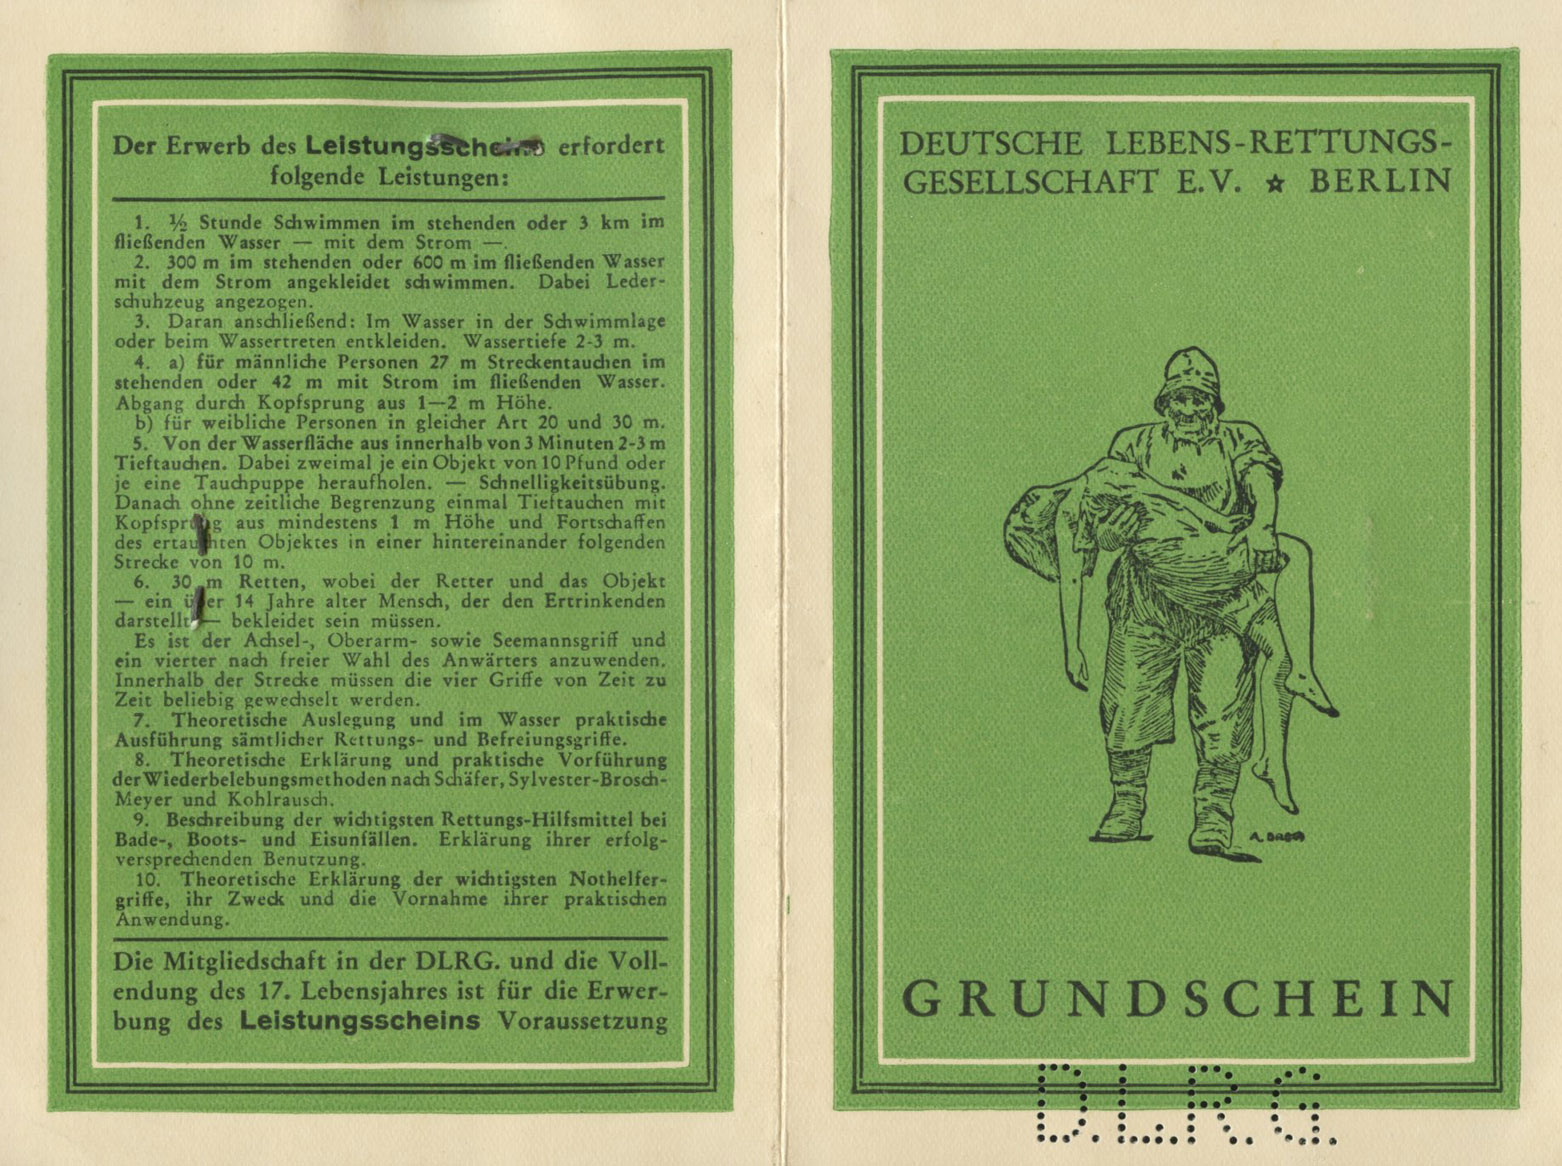 Der Erwerb des Leistungsscheins erfordert
folgende Leistungen:
1. ½ Stunde Schwimmen im stehenden oder 3 km im
fließenden Wasser — mit dem Strom —.
2. 300 m im stehenden oder 600 m im fließenden Wasser
mit dem Strom angekleidet schwimmen. Dabei Leder-
schuhzeug angezogen.
3. Daran anschließend: Im Wasser in der Schwimmlage
oder beim Wassertreten entkleiden. Wassertiefe 2-3 m.
4. a) für männliche Personen 27 m Streckentauchen im
stehenden oder 42 m mit Strom im fließenden Wasser.
Abgang durch Kopfsprung aus 1—2 m Höhe.
b) für weibliche Personen in gleicher Art 20 und 30 m.
5. Von der Wasserfläche aus innerhalb von 3 Minuten 2-3 m
Tieftauchen. Dabei zweimal je ein Objekt von 10 Pfund oder
je eine Tauchpuppe heraufholen. — Schnelligkeitsübung.
Danach ohne zeitliche Begrenzung einmal Tieftauchen mit
Kopfsprung aus mindestens 1 m Höhe und Fortschaffen
des ertauchten Objektes in einer hintereinander folgenden
Strecke von 10 m.
6. 30 m Retten, wobei der Retter und das Objekt
— ein über 14 Jahre alter Mensch, der den Ertrinkenden
darstellt — bekleidet sein müssen.
Es ist der Achsel-, Oberarm- sowie Seemannsgriff und
ein vierter nach freier Wahl des Anwärters anzuwenden.
Innerhalb der Strecke müssen die vier Griffe von Zeit zu
Zeit beliebig gewechselt werden.
7. Theoretische Auslegung und im Wasser praktische
Ausführung sämtlicher Rettungs- und Befreiungsgriffe.
8. Theoretische Erklärung und praktische Vorführung
der Wiederbelebungsmethoden nach Schäfer, Sylvester-Brosch-
Meyer und Kohlrausch.
9. Beschreibung der wichtigsten Rettungs-Hilfsmittel bei
Bade-, Boots- und Eisunfällen. Erklärung ihrer erfolg-
versprechenden Benutzung.
10. Theoretische Erklärung der wichtigsten Nothelfer-
griffe, ihr Zweck und die Vornahme ihrer praktischen
Anwendung.
Die Mitgliedschaft in der DLRG. und die Voll-
endung des 17. Lebensjahres ist für die Erwer-
bung des Leistungsscheins Voraussetzung
DEUTSCHE LEBENS-RETTUNGS-
GESELLSCHAFT E.V. ★ BERLIN
GRUNDSCHEIN
D.L.R.G.